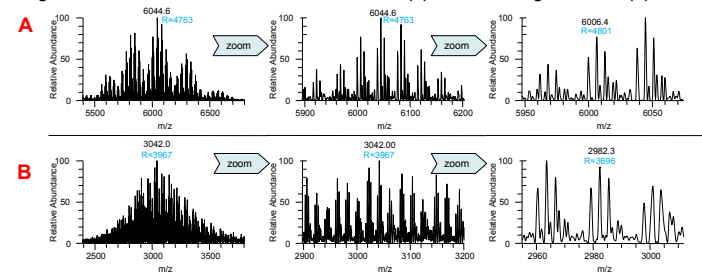 A
6044.6
R=4763
zoom
6044.6
R=4763
zoom
6006.4
R=4801
Relative Abundance
100
50
0
5500
6000
6500
m/z
Relative Abundance
100
50
0
5900
6000
6100
6200
m/z
Relative Abundance
100
50
0
5950
6000
6050
m/z
B
3042.0
R=3967
zoom
3042.00
R=3967
zoom
2982.3
R=3696
Relative Abundance
100
50
0
2500
3000
3500
m/z
Relative Abundance
100
50
0
2900
3000
3100
3200
m/z
Relative Abundance
100
50
0
2960
2980
3000
m/z